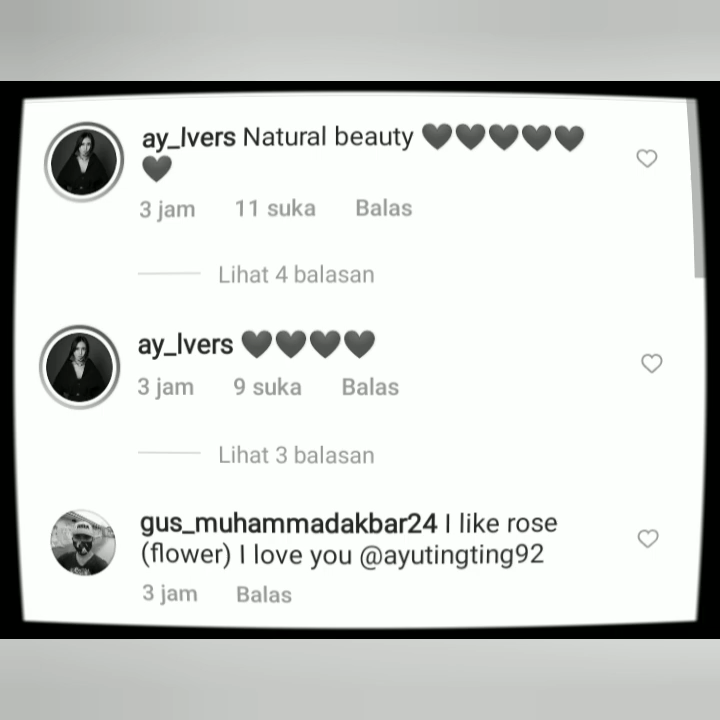 ay_lvers Natural beauty 🖤🖤🖤🖤🖤
🖤
3 jam 11 suka Balas
Lihat 4 balasan
ay_lvers 🖤🖤🖤🖤
3 jam 9 suka Balas
Lihat 3 balasan
gus_muhammadakbar24 I like rose
(flower) I love you @ayutingting92
3 jam Balas